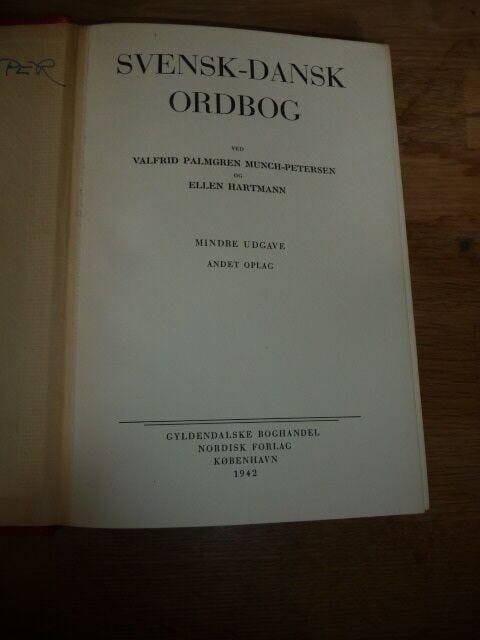 PER
SVENSK-DANSK
ORDBOG
VED
VALFRID PALMGREN MUNCH-PETERSEN
OG
ELLEN HARTMANN
MINDRE UDGAVE
ANDET OPLAG
GYLDENDALSKE BOGHANDEL
NORDISK FORLAG
KØBENHAVN
1942